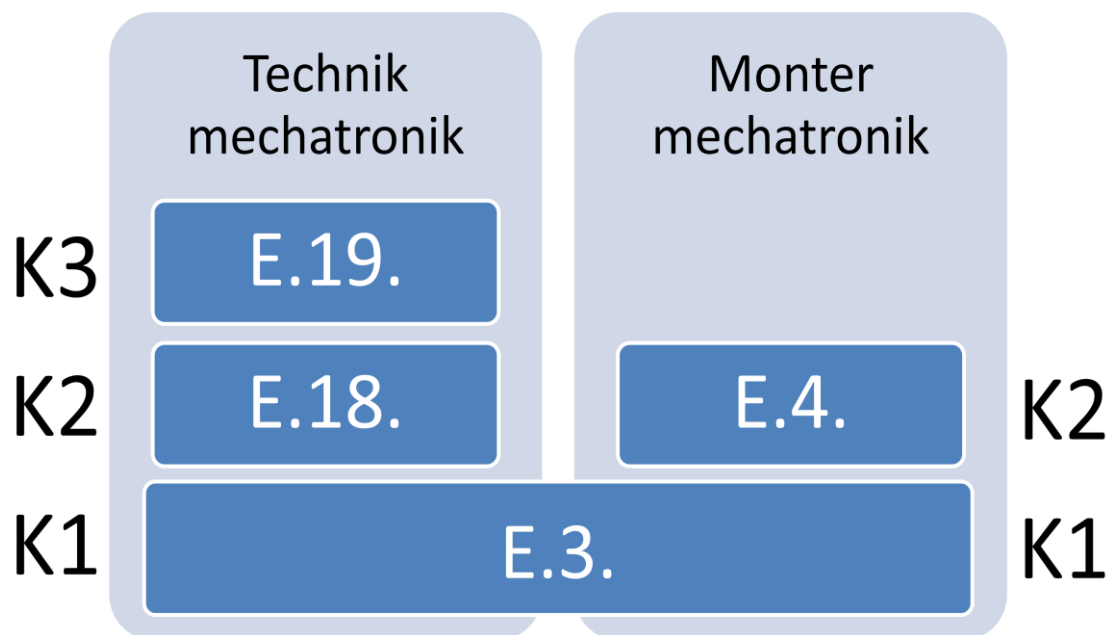 Technik
mechatronik
Monter
mechatronik
K3
E.19.
K2
E.18.
E.4.
K2
K1
E.3.
K1